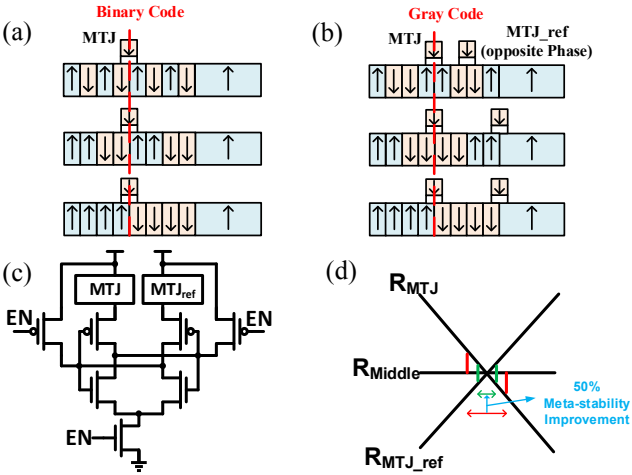 Binary Code
(a)
MTJ
Gray Code
(b)
MTJ
MTJ_ref
(opposite Phase)
(c)
MTJ
MTJref
EN
EN
EN
(d)
RMTJ
RMiddle
RMTJ_ref
50%
Meta-stability
Improvement